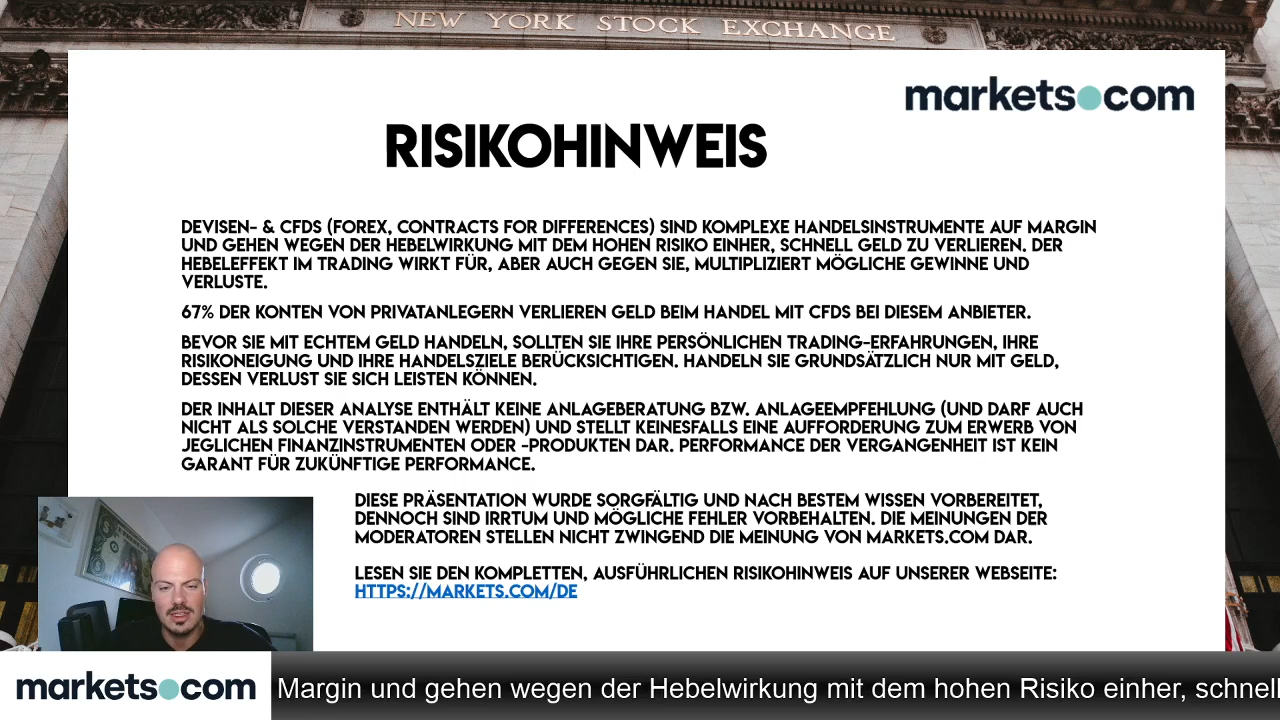 NEW YORK STOCK EXCHANGE
markets.com
RISIKOHINWEIS
DEVISEN- & CFDS (FOREX, CONTRACTS FOR DIFFERENCES) SIND KOMPLEXE HANDELSINSTRUMENTE AUF MARGIN
UND GEHEN WEGEN DER HEBELWIRKUNG MIT DEM HOHEN RISIKO EINHER, SCHNELL GELD ZU VERLIEREN. DER
HEBELEFFEKT IM TRADING WIRKT FÜR, ABER AUCH GEGEN SIE, MULTIPLIZIERT MÖGLICHE GEWINNE UND
VERLUSTE.
67% DER KONTEN VON PRIVATANLEGERN VERLIEREN GELD BEIM HANDEL MIT CFDS BEI DIESEM ANBIETER.
BEVOR SIE MIT ECHTEM GELD HANDELN, SOLLTEN SIE IHRE PERSÖNLICHEN TRADING-ERFAHRUNGEN, IHRE
RISIKONEIGUNG UND IHRE HANDELSZIELE BERÜCKSICHTIGEN. HANDELN SIE GRUNDSÄTZLICH NUR MIT GELD,
DESSEN VERLUST SIE SICH LEISTEN KÖNNEN.
DER INHALT DIESER ANALYSE ENTHÄLT KEINE ANLAGEBERATUNG BZW. ANLAGEEMPFEHLUNG (UND DARF AUCH
NICHT ALS SOLCHE VERSTANDEN WERDEN) UND STELLT KEINESFALLS EINE AUFFORDERUNG ZUM ERWERB VON
JEGLICHEN FINANZINSTRUMENTEN ODER -PRODUKTEN DAR. PERFORMANCE DER VERGANGENHEIT IST KEIN
GARANT FÜR ZUKÜNFTIGE PERFORMANCE.
DIESE PRÄSENTATION WURDE SORGFÄLTIG UND NACH BESTEM WISSEN VORBEREITET,
DENNOCH SIND IRRTUM UND MÖGLICHE FEHLER VORBEHALTEN. DIE MEINUNGEN DER
MODERATOREN STELLEN NICHT ZWINGEND DIE MEINUNG VON MARKETS.COM DAR.
LESEN SIE DEN KOMPLETTEN, AUSFÜHRLICHEN RISIKOHINWEIS AUF UNSERER WEBSEITE:
HTTPS://MARKETS.COM/DE
markets.com
Margin und gehen wegen der Hebelwirkung mit dem hohen Risiko einher, schnell